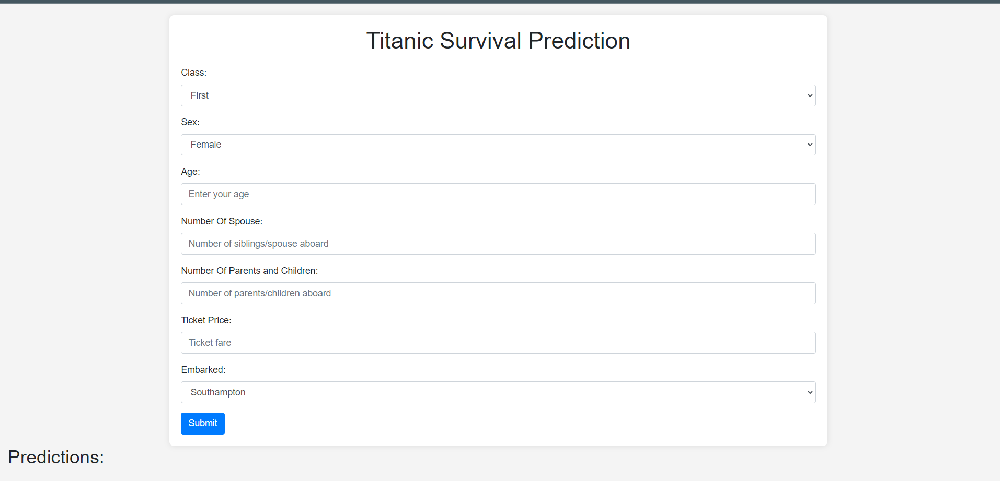 Titanic Survival Prediction
Class:
First
Sex:
Female
Age:
Enter your age
Number Of Spouse:
Number of siblings/spouse aboard
Number Of Parents and Children:
Number of parents/children aboard
Ticket Price:
Ticket fare
Embarked:
Southampton
Submit
Predictions: